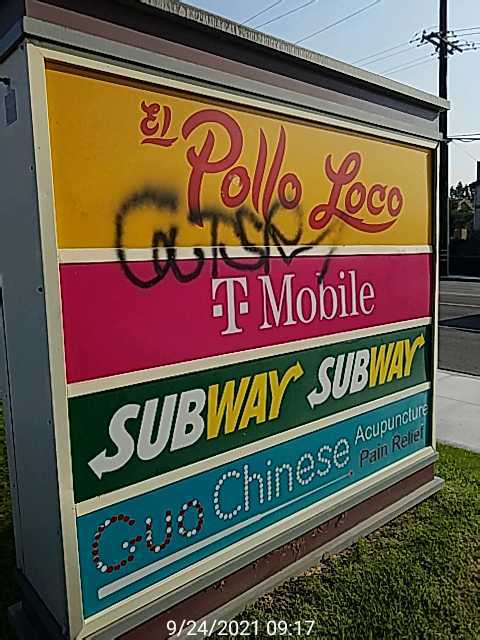 EL Pollo Loco
T Mobile
SUBWAY SUBWAY
Guo Chinese Acupuncture
Pain Relief
9/24/2021 09:17